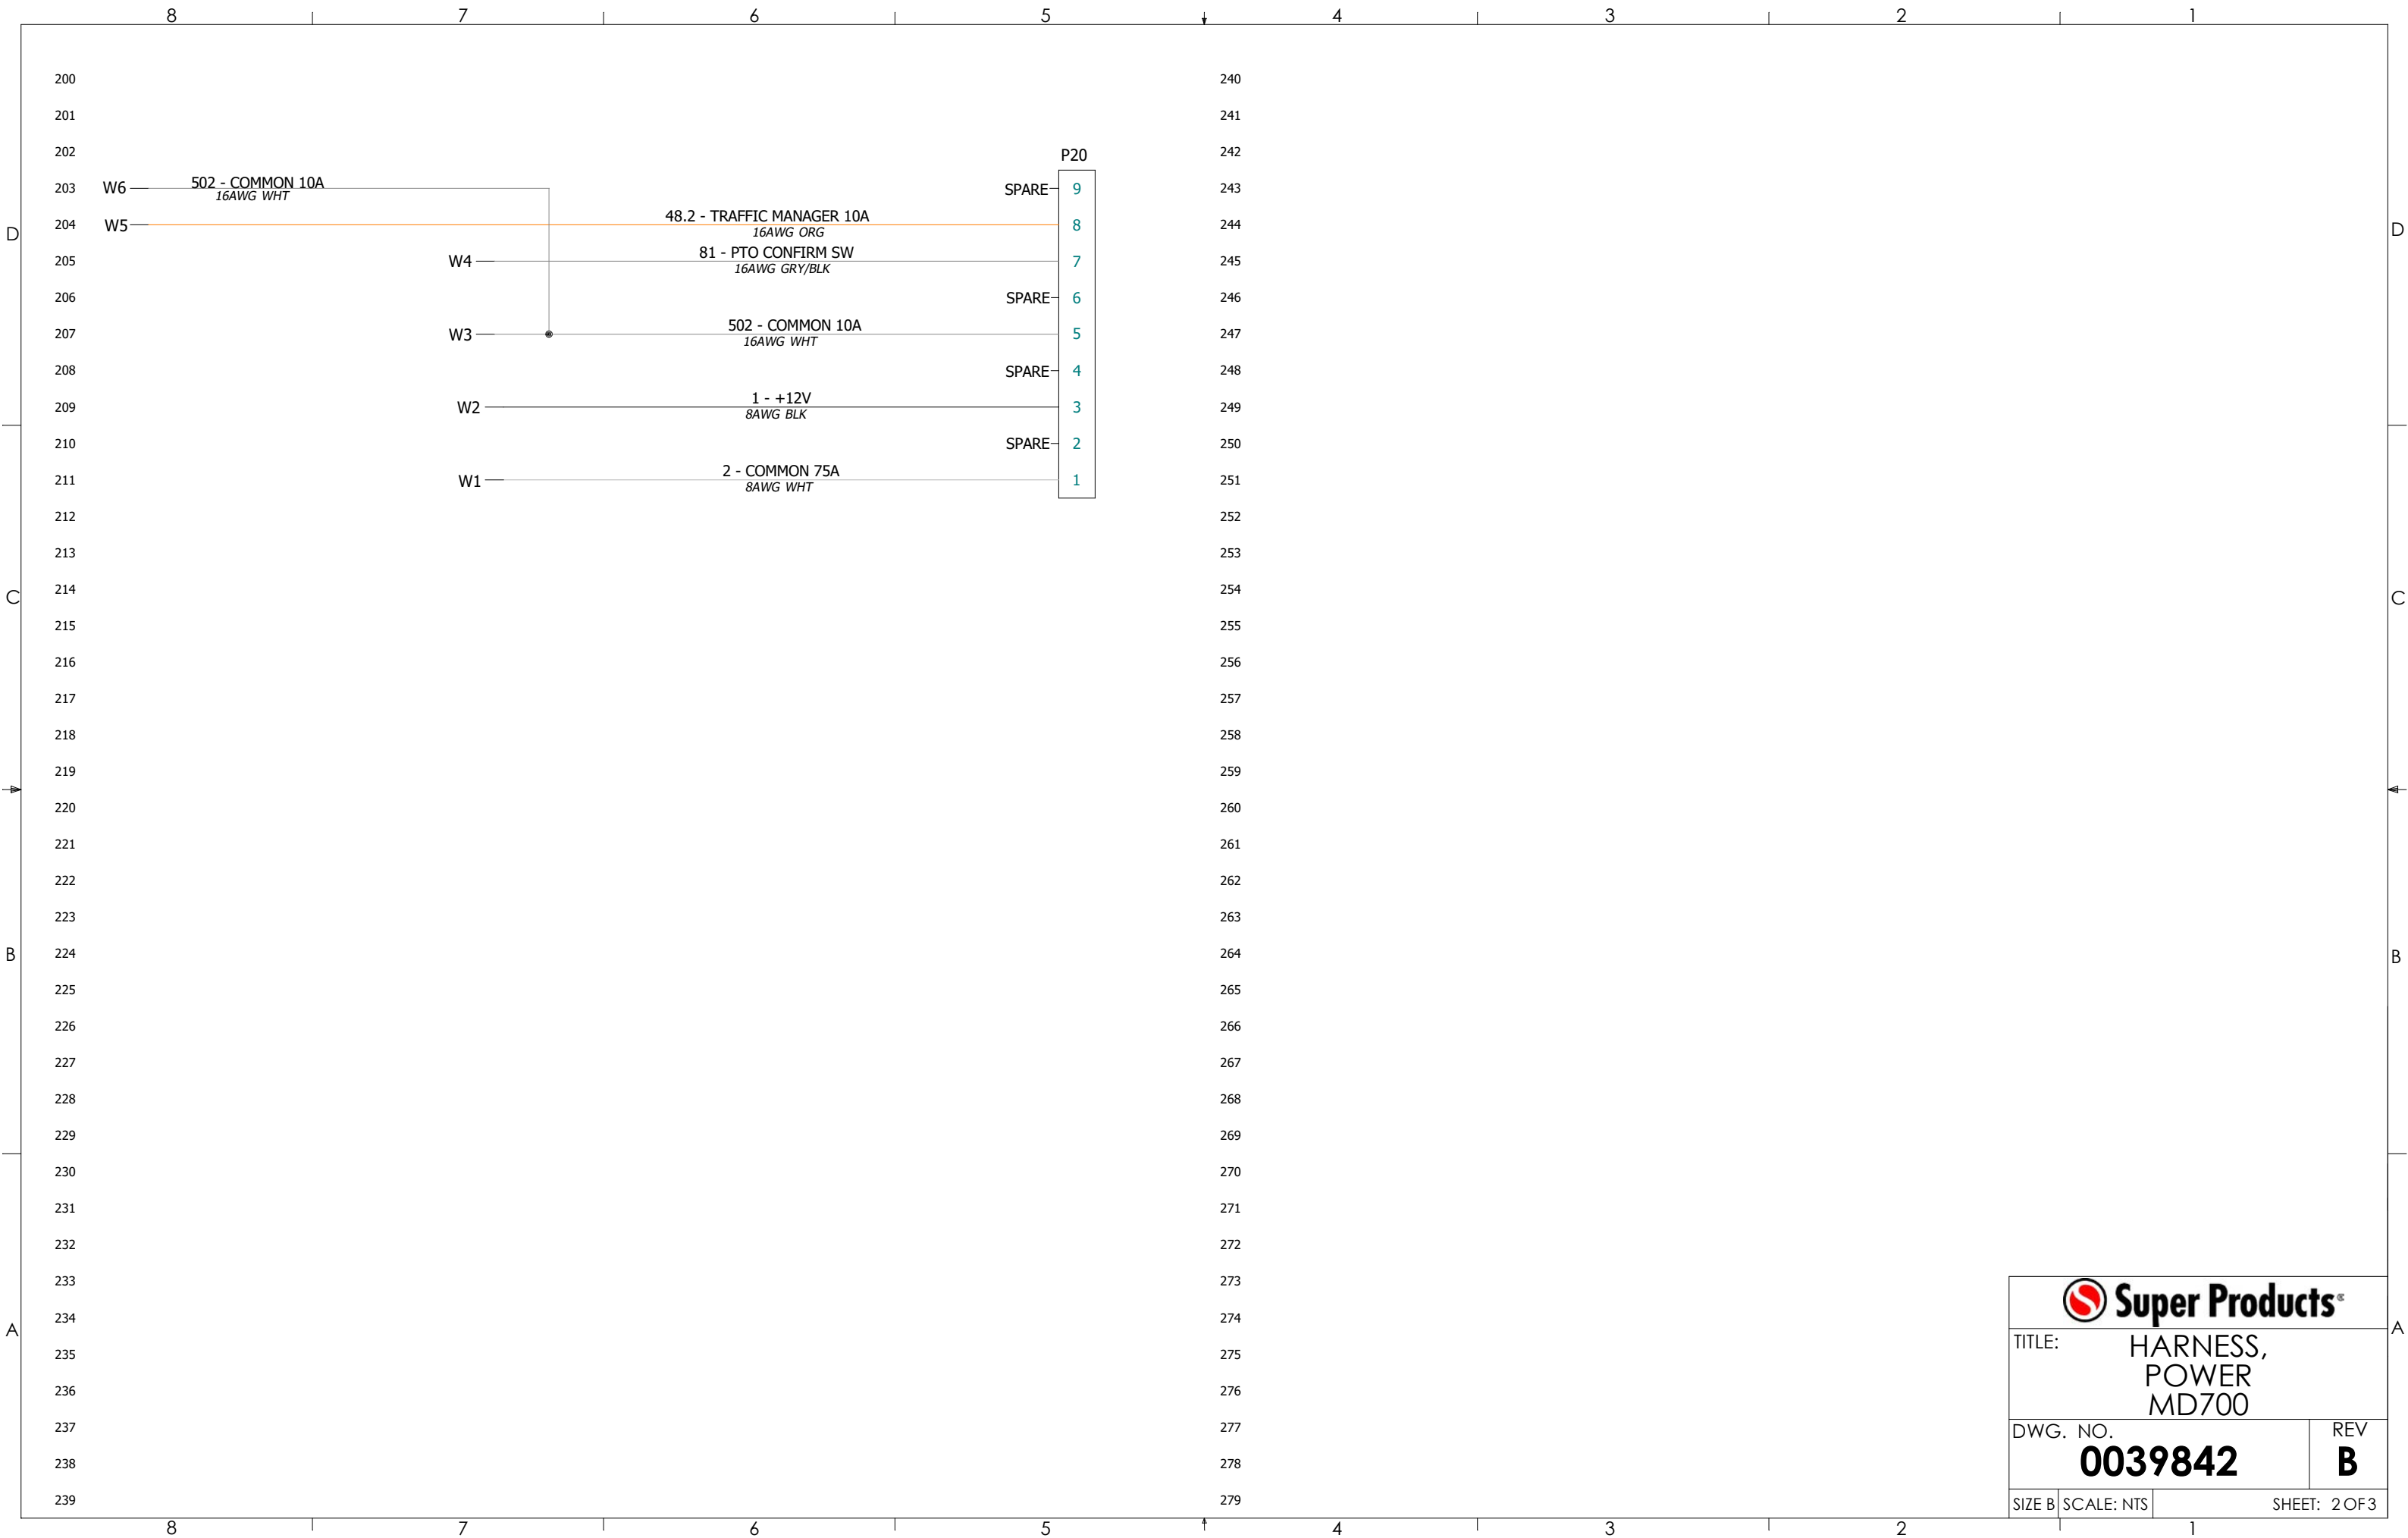 8 7 6 5 4 3 2 1
200 240
201 241
202 242
P20
203 W6 502 - COMMON 10A SPARE 9 243
16AWG WHT
48.2 - TRAFFIC MANAGER 10A
D 204 W5 8 244 D
16AWG ORG
81 - PTO CONFIRM SW
205 W4 7 245
16AWG GRY/BLK
206 SPARE 6 246
502 - COMMON 10A
207 W3 5 247
16AWG WHT
208 SPARE 4 248
1 - +12V
209 W2 3 249
8AWG BLK
210 SPARE 2 250
2 - COMMON 75A
211 W1 1 251
8AWG WHT
212 252
213 253
214 254
C C
215 255
216 256
217 257
218 258
219 259
220 260
221 261
222 262
223 263
B 224 264 B
225 265
226 266
227 267
228 268
229 269
230 270
231 271
232 272
233 273
Super Products
234 274
A A
TITLE: HARNESS,
235 275
POWER
236 276
MD700
237 277
DWG. NO. REV
0039842 B
238 278
239 279
SIZE B SCALE: NTS SHEET: 2 OF 3
8 7 6 5 4 3 2 1